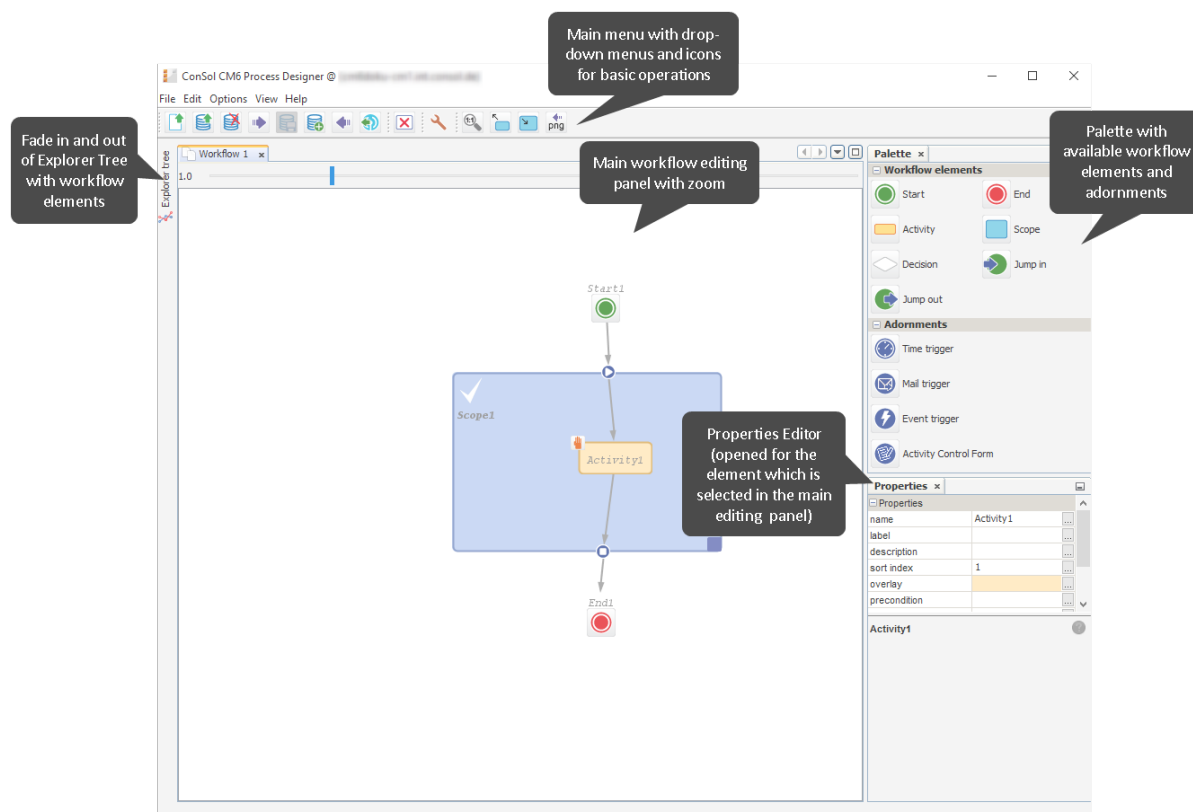 Main menu with drop-
down menus and icons
for basic operations
ConSol CM6 Process Designer @
File Edit Options View Help
png
Fade in and out
of Explorer Tree
with workflow
elements
Explorer tree
Workflow 1
1.0
Main workflow editing
panel with zoom
Palette
Palette with
available workflow
elements and
adornments
Workflow elements
Start
End
Activity
Scope
Decision
Jump in
Jump out
Adornments
Time trigger
Mail trigger
Event trigger
Activity Control Form
Start1
Scope1
Activity1
End1
Properties Editor
(opened for the
element which is
selected in the main
editing panel)
Properties
Properties
name Activity1
label
description
sort index 1
overlay
precondition
Activity1